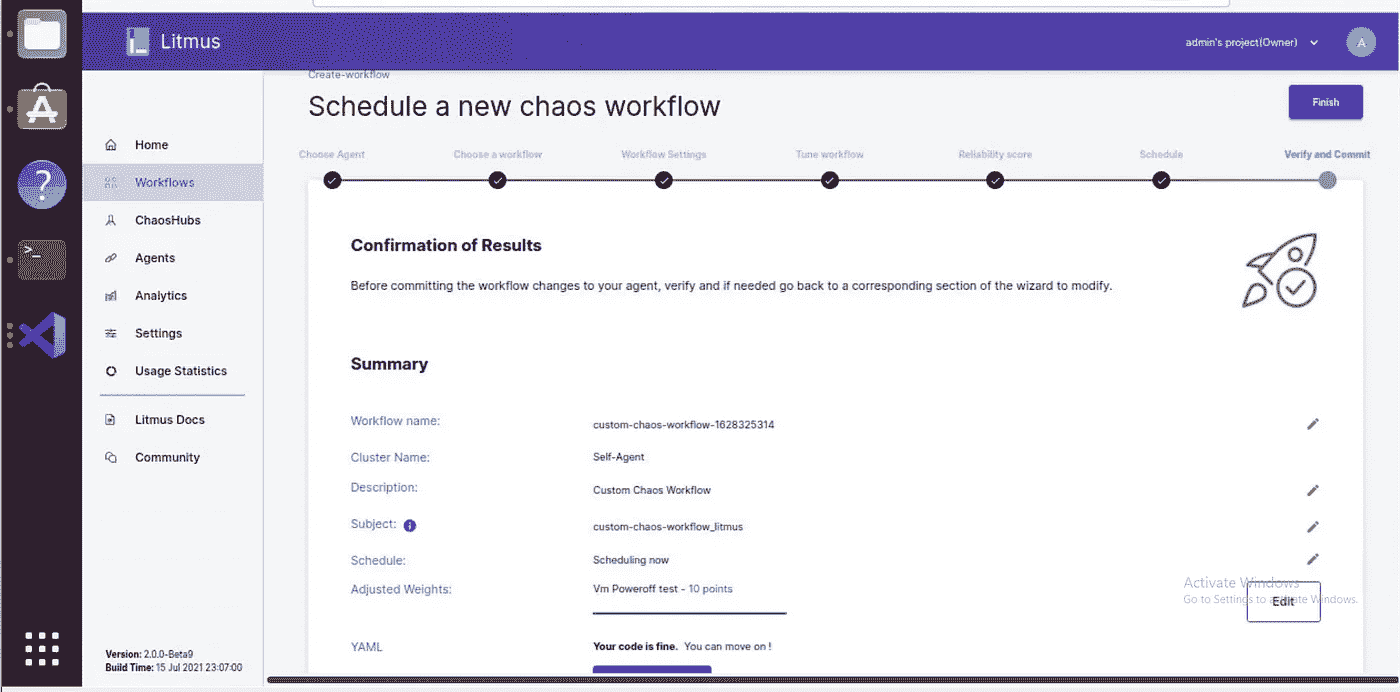 Litmus
admin's project(Owner)
A
Create-workflow
Schedule a new chaos workflow
Finish
Home
Workflows
ChaosHubs
Agents
Analytics
Settings
Usage Statistics
Litmus Docs
Community
Version: 2.0.0-Beta9
Build Time: 15 Jul 2021 23:07:00
Choose Agent
Choose a workflow
Workflow Settings
Tune workflow
Reliability score
Schedule
Verify and Commit
Confirmation of Results
Before committing the workflow changes to your agent, verify and if needed go back to a corresponding section of the wizard to modify.
Summary
Workflow name: custom-chaos-workflow-1628325314
Cluster Name: Self-Agent
Description: Custom Chaos Workflow
Subject: custom-chaos-workflow_litmus
Schedule: Scheduling now
Adjusted Weights: Vm Poweroff test - 10 points
Edit
YAML Your code is fine. You can move on !
Activate Windows
Go to Settings to activate Windows.